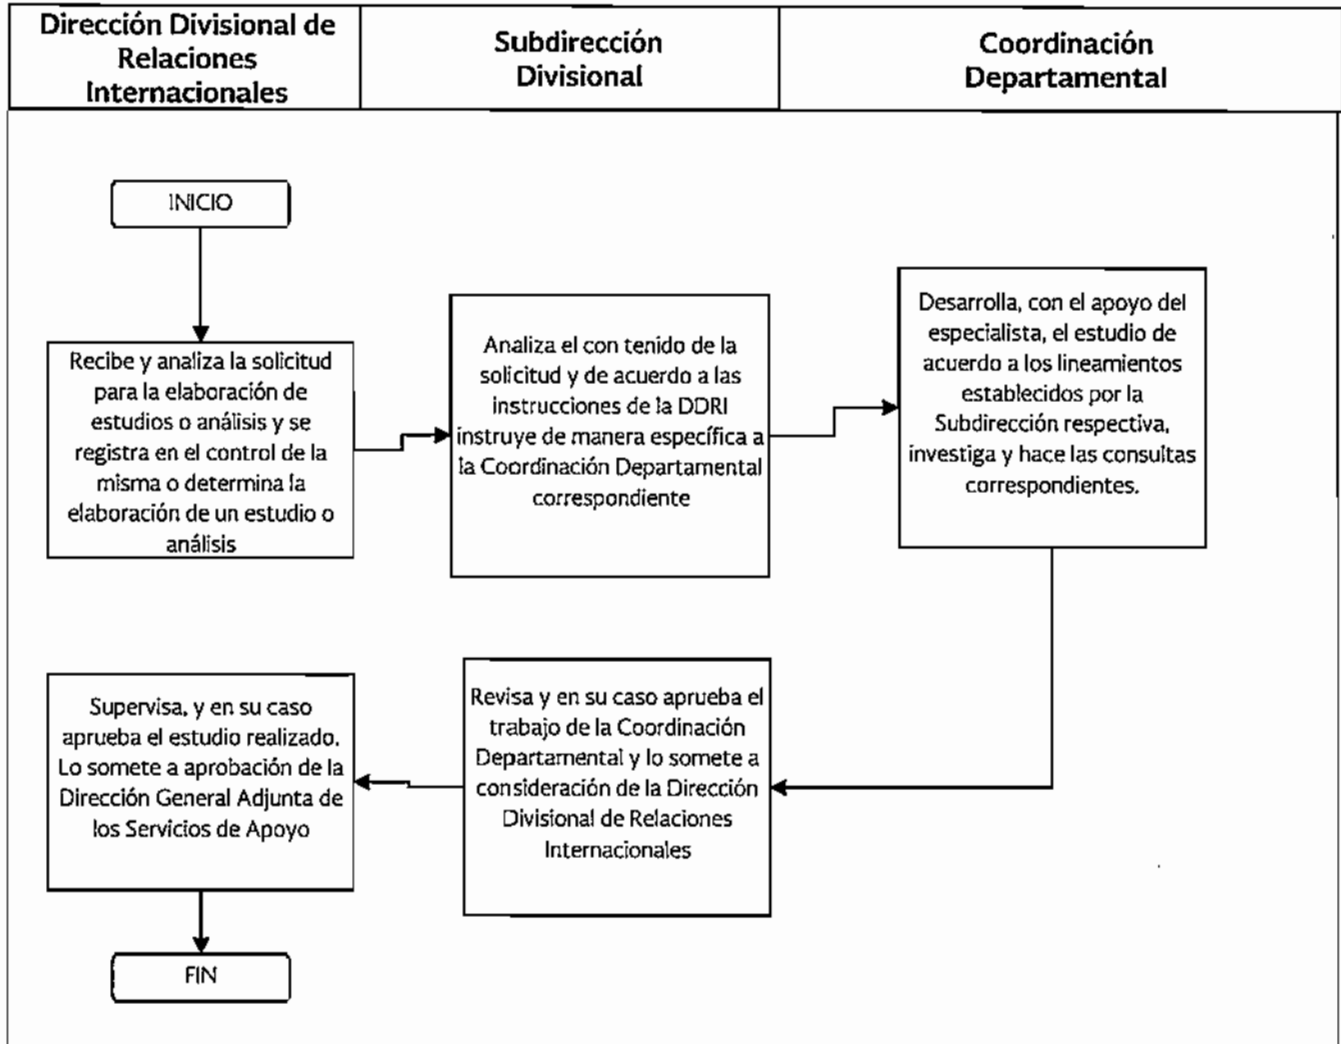 Dirección Divisional de
Relaciones
Internacionales
Subdirección
Divisional
Coordinación
Departamental
INICIO
Recibe y analiza la solicitud
para la elaboración de
estudios o análisis y se
registra en el control de la
misma o determina la
elaboración de un estudio o
análisis
Analiza el con tenido de la
solicitud y de acuerdo a las
instrucciones de la DDRI
instruye de manera específica a
la Coordinación Departamental
correspondiente
Desarrolla, con el apoyo del
especialista, el estudio de
acuerdo a los lineamientos
establecidos por la
Subdirección respectiva,
investiga y hace las consultas
correspondientes.
Revisa y en su caso aprueba el
trabajo de la Coordinación
Departamental y lo somete a
consideración de la Dirección
Divisional de Relaciones
Internacionales
Supervisa, y en su caso
aprueba el estudio realizado.
Lo somete a aprobación de la
Dirección General Adjunta de
los Servicios de Apoyo
FIN